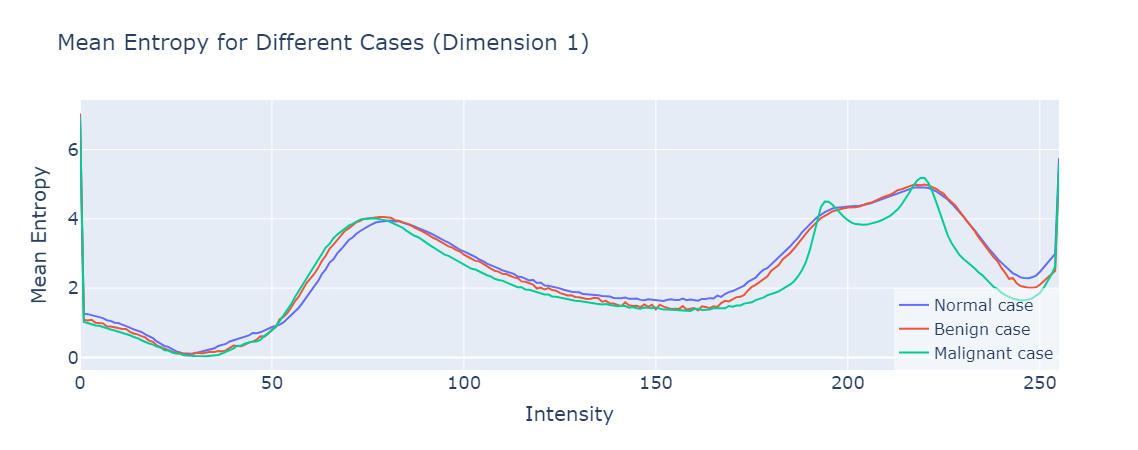 Mean Entropy for Different Cases (Dimension 1)
Mean Entropy
6
4
2
0
0 50 100 150 200 250
Intensity
Normal case
Benign case
Malignant case